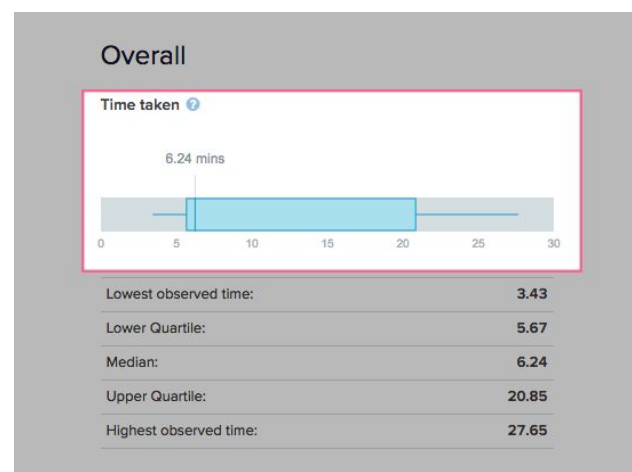 Overall
Time taken ?
6.24 mins
0 5 10 15 20 25 30
Lowest observed time: 3.43
Lower Quartile: 5.67
Median: 6.24
Upper Quartile: 20.85
Highest observed time: 27.65